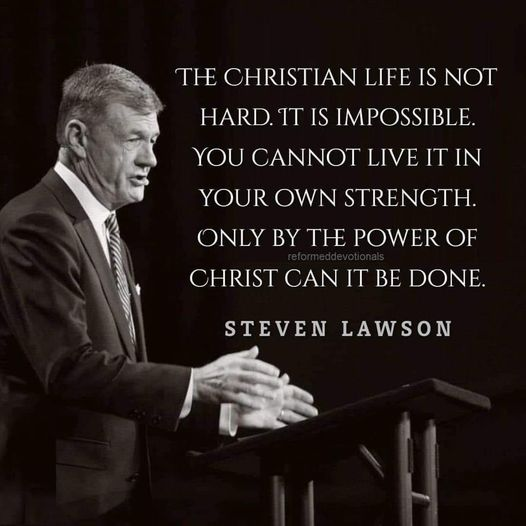 THE CHRISTIAN LIFE IS NOT
HARD. IT IS IMPOSSIBLE.
YOU CANNOT LIVE IT IN
YOUR OWN STRENGTH.
ONLY BY THE POWER OF
reformeddevotionals
CHRIST CAN IT BE DONE.
STEVEN LAWSON